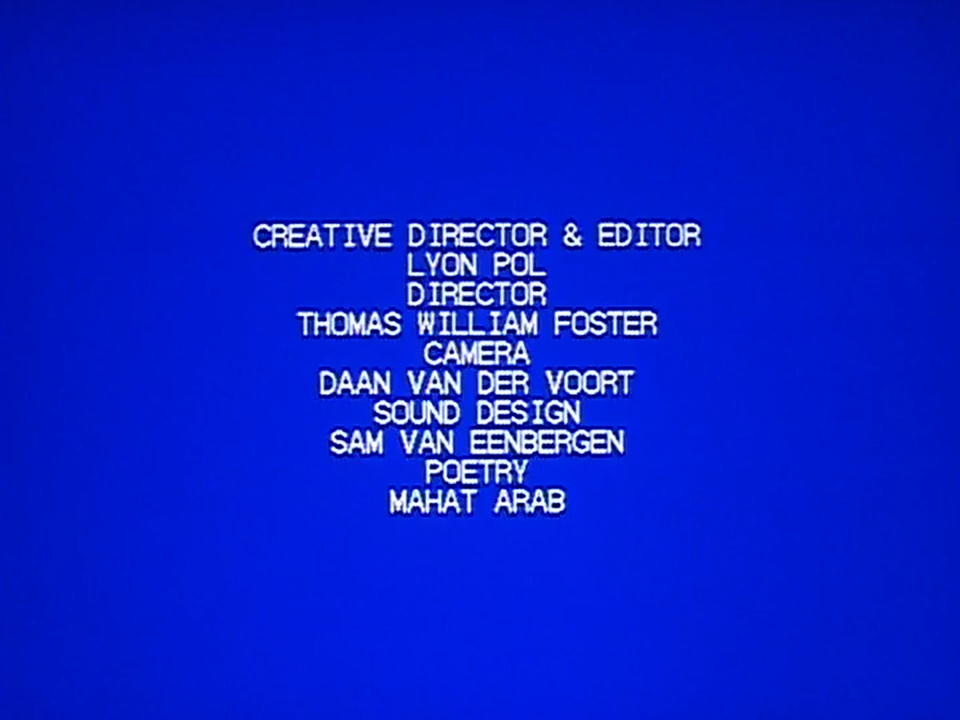 CREATIVE DIRECTOR & EDITOR
LYON POL
DIRECTOR
THOMAS WILLIAM FOSTER
CAMERA
DAAN VAN DER VOORT
SOUND DESIGN
SAM VAN EENBERGEN
POETRY
MAHAT ARAB